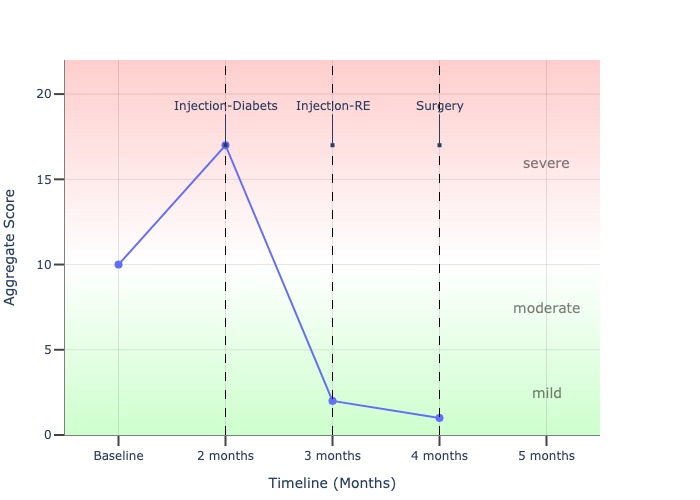 20
Injection-Diabets Injection-RE Surgery
severe
15
Aggregate Score
10
moderate
5
mild
0
Baseline 2 months 3 months 4 months 5 months
Timeline (Months)